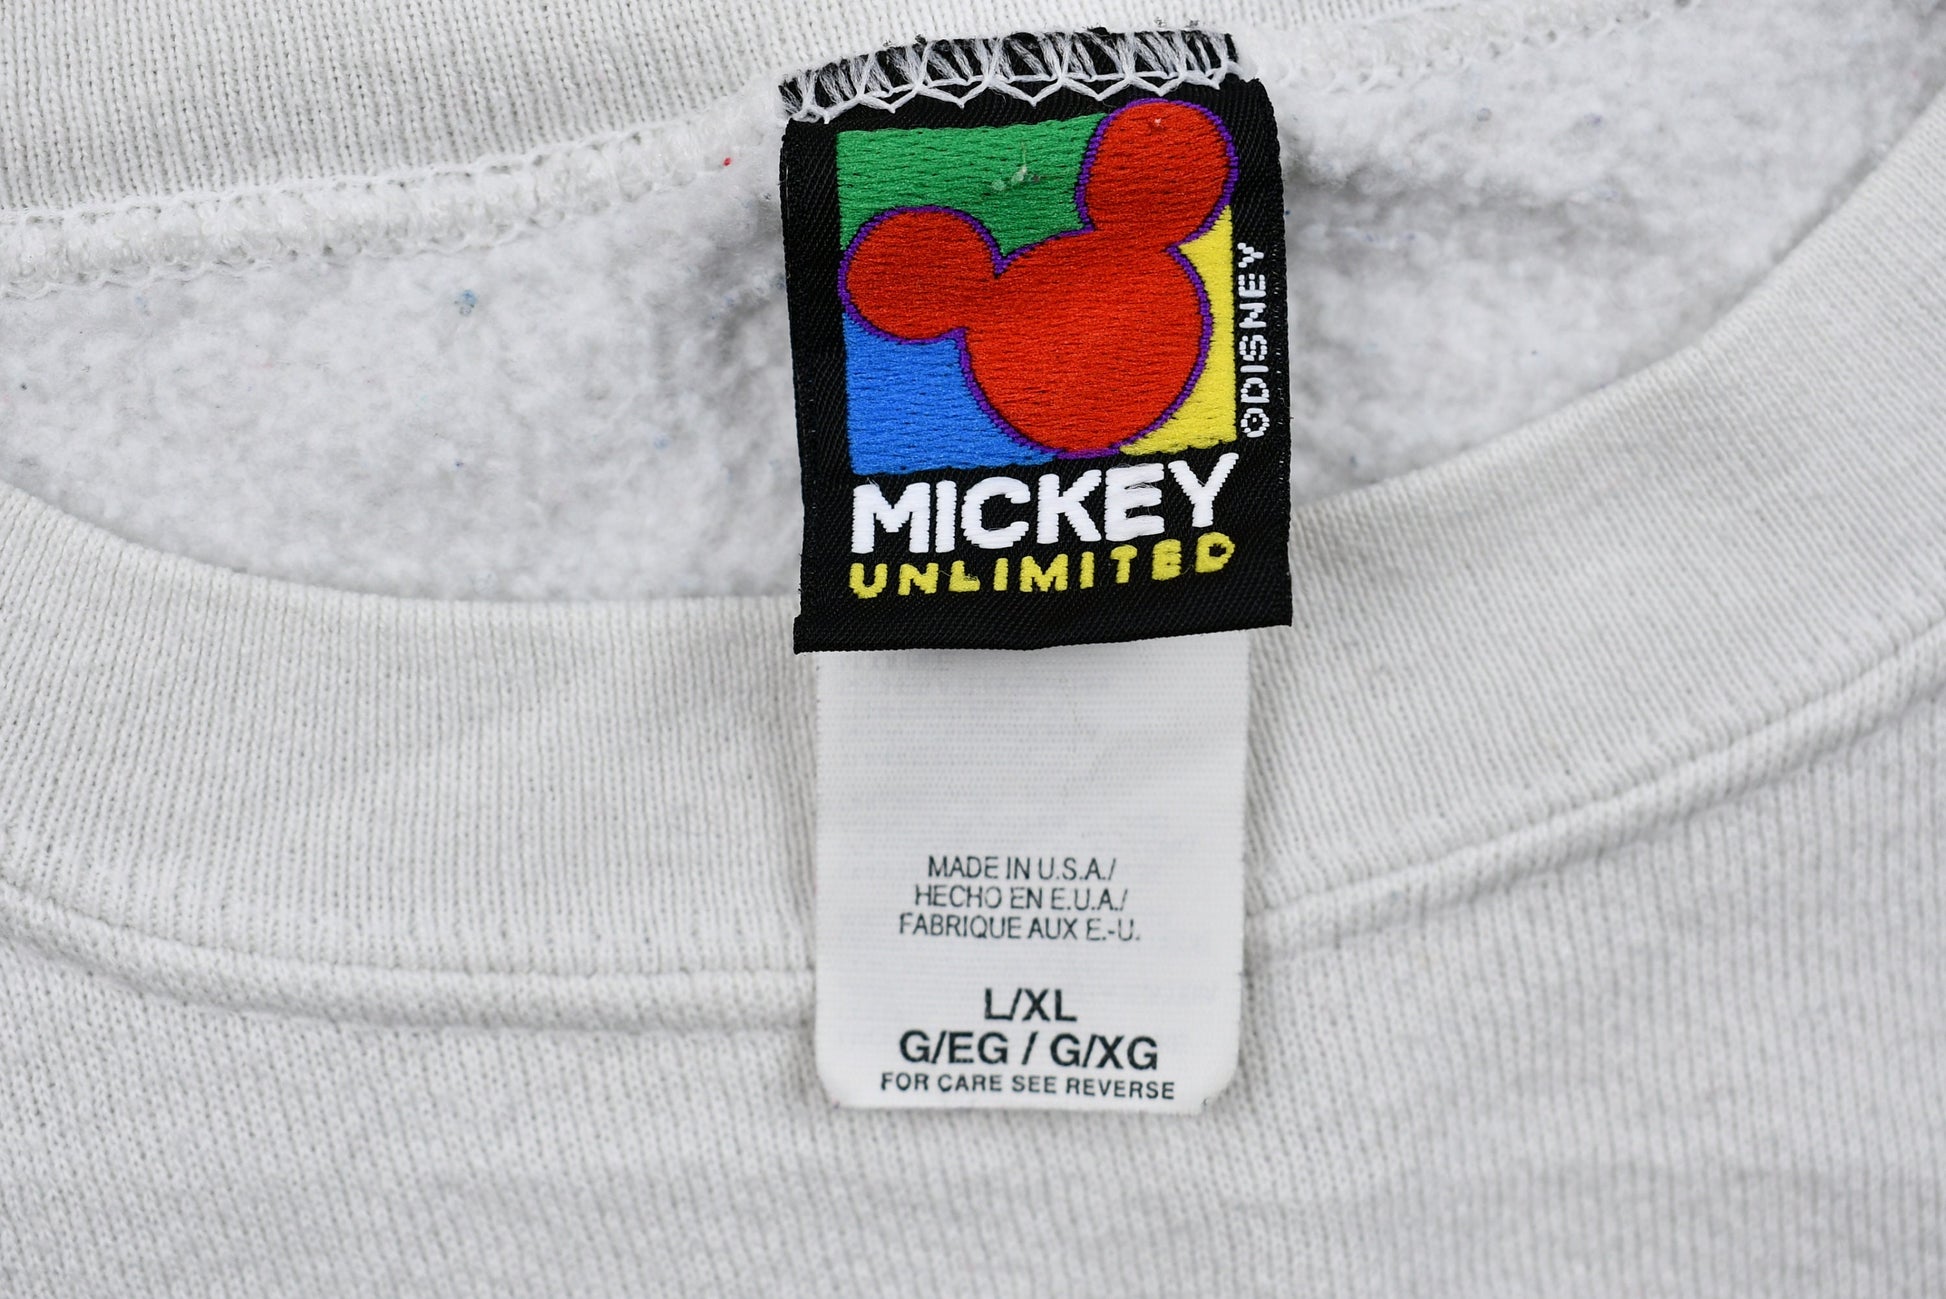 ©DISNEY
MICKEY
UNLIMITED
MADE IN U.S.A./
HECHO EN E.U.A./
FABRIQUE AUX E.-U.
L/XL
G/EG / G/XG
FOR CARE SEE REVERSE